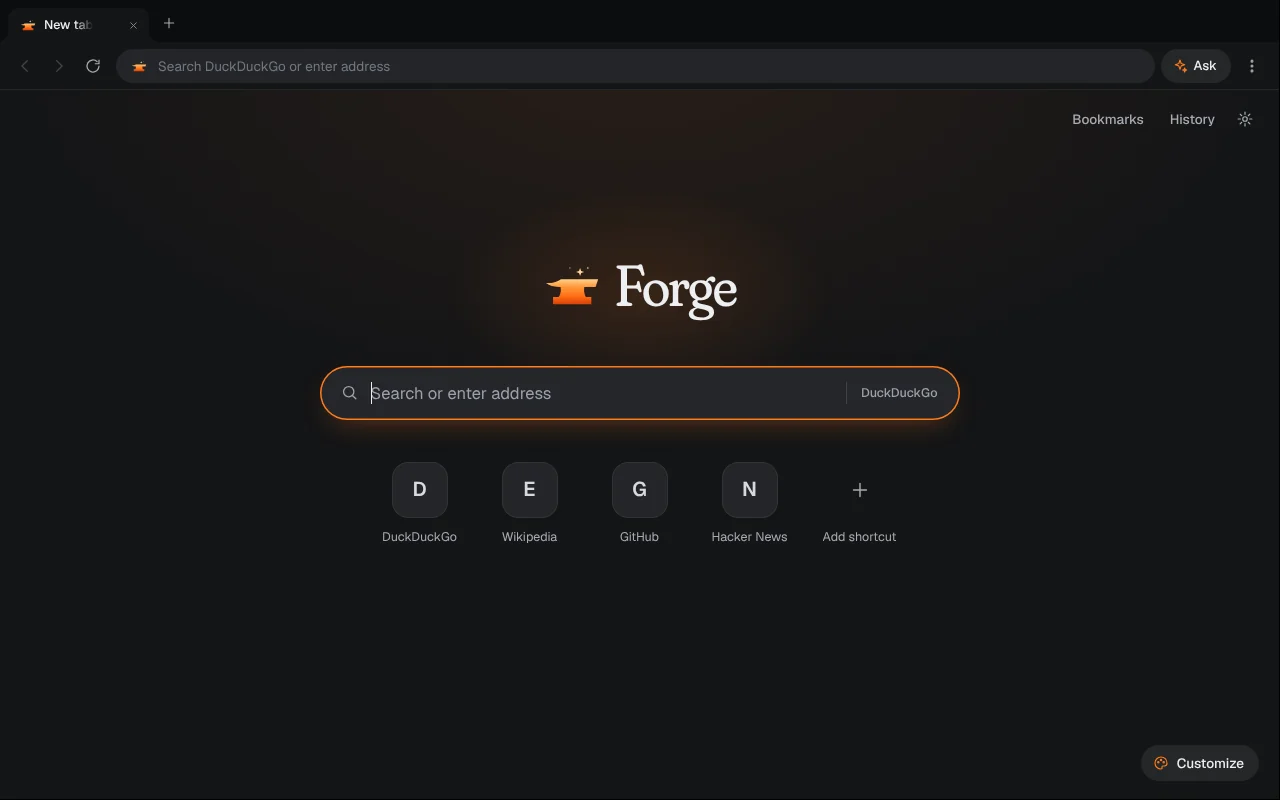 New tab
Search DuckDuckGo or enter address
Ask
Bookmarks
History
Forge
Search or enter address
DuckDuckGo
D
E
G
N
DuckDuckGo
Wikipedia
GitHub
Hacker News
Add shortcut
Customize